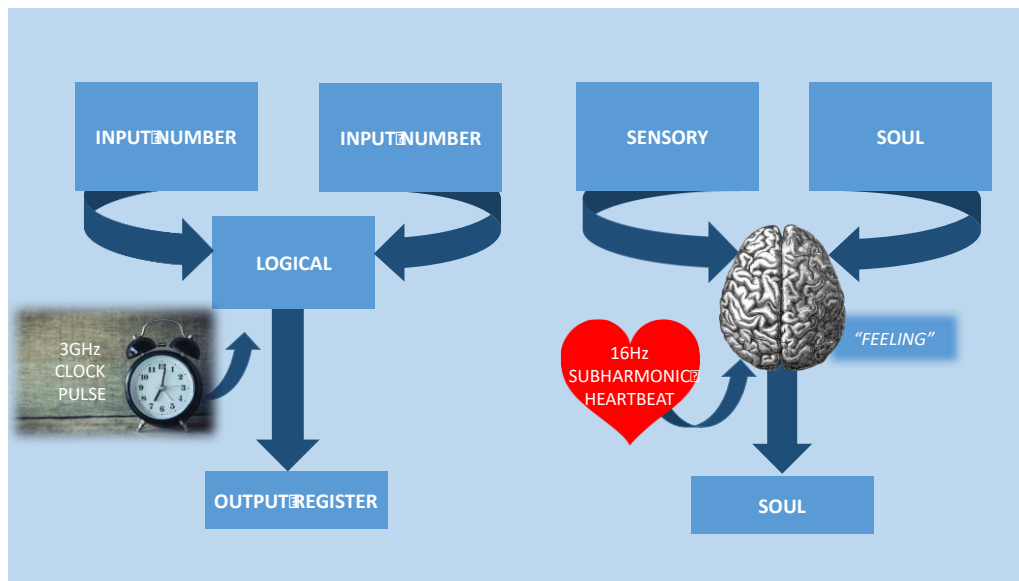 INPUT NUMBER
INPUT NUMBER
LOGICAL
3GHz
CLOCK
PULSE
OUTPUT REGISTER
SENSORY
SOUL
"FEELING"
16Hz
SUBHARMONIC
HEARTBEAT
SOUL